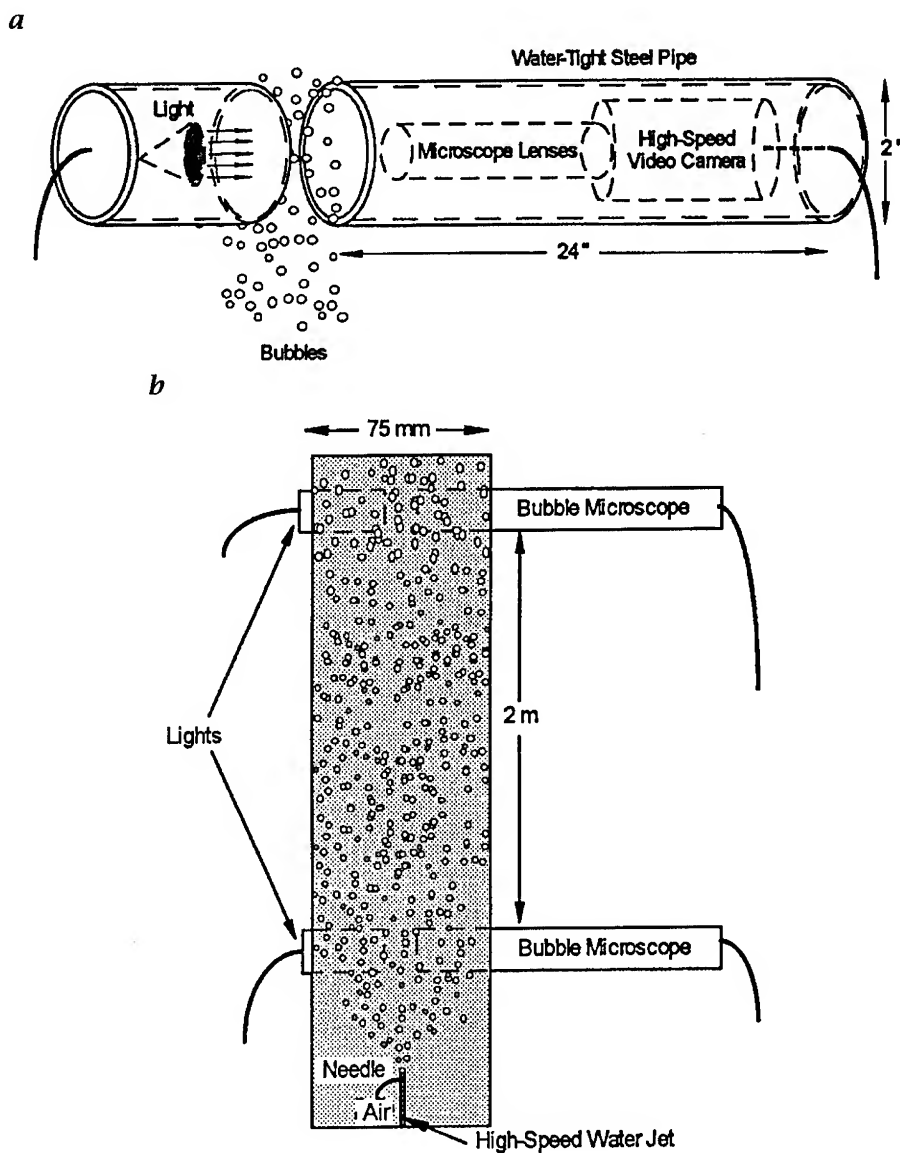 a
Water-Tight Steel Pipe
Light
Microscope Lenses
High-Speed
Video Camera
2"
24"
Bubbles
b
75 mm
Bubble Microscope
Lights
2 m
Bubble Microscope
Needle
Air
High-Speed Water Jet